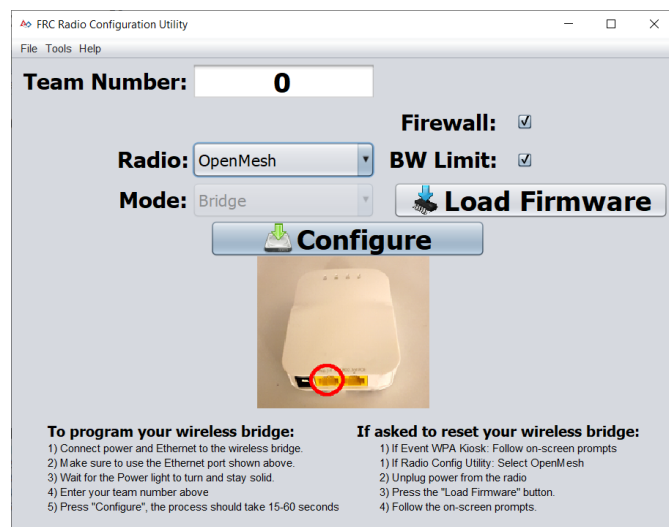 FRC Radio Configuration Utility
File Tools Help
Team Number: 0
Firewall:
Radio: OpenMesh
BW Limit:
Mode: Bridge
Load Firmware
Configure
To program your wireless bridge:
1) Connect power and Ethernet to the wireless bridge.
2) Make sure to use the Ethernet port shown above.
3) Wait for the Power light to turn and stay solid.
4) Enter your team number above
5) Press "Configure", the process should take 15-60 seconds
If asked to reset your wireless bridge:
1) If Event WPA Kiosk: Follow on-screen prompts
1) If Radio Config Utility: Select OpenMesh
2) Unplug power from the radio
3) Press the "Load Firmware" button.
4) Follow the on-screen prompts.